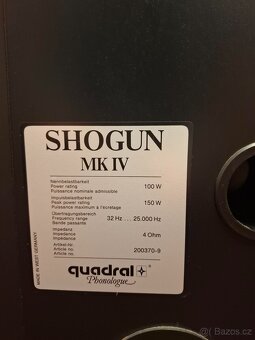 SHOGUN
MK IV
Nennbelastbarkeit
Power rating 100 W
Puissance nominale admissible
Impulsbelastbarkeit
Peak power rating 150 W
Puissance maximum a l'écrêtage
Übertragungsbereich
Frequency range 32 Hz ... 25.000 Hz
Bande passante
Impedanz
Impedance 4 Ohm
Impedance
Artikel-Nr.
Article no. 200370-9
Article no.
MADE IN WEST GERMANY
quadral
Phonologue
Bazoš.cz